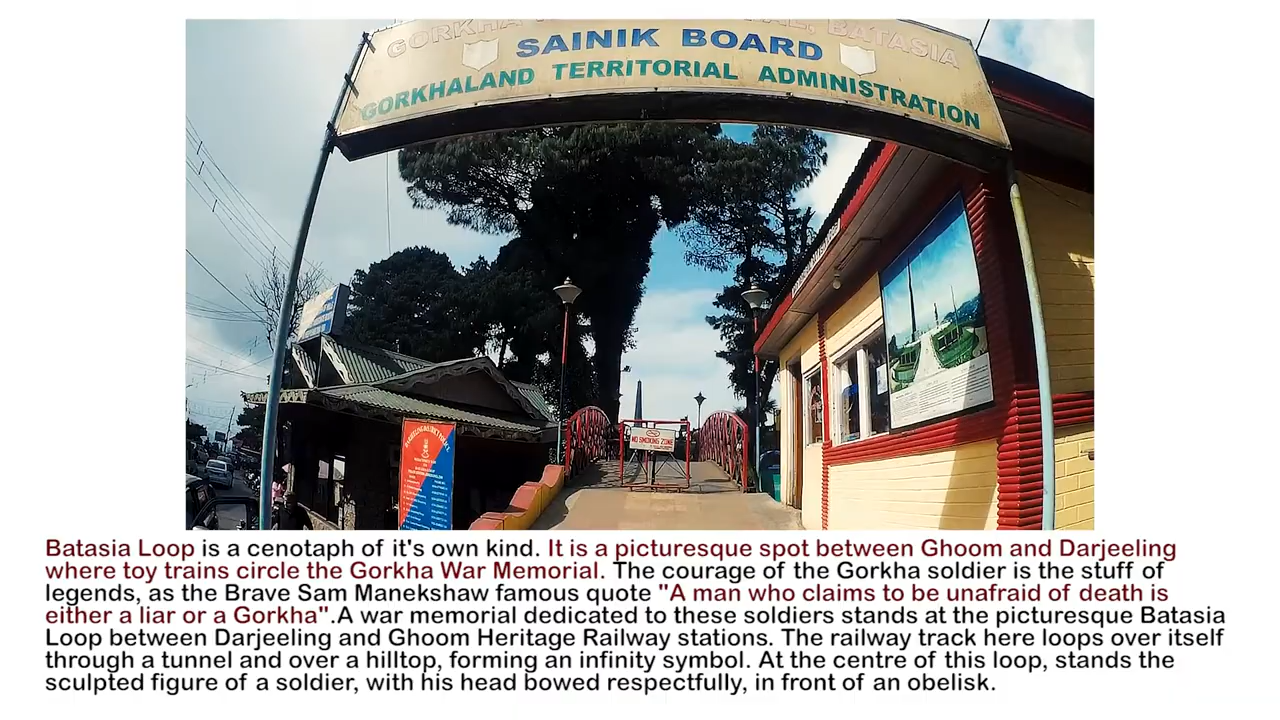 GORKHA WAR MEMORIAL, BATASIA
SAINIK BOARD
GORKHALAND TERRITORIAL ADMINISTRATION
NO SMOKING ZONE
Batasia Loop is a cenotaph of it's own kind. It is a picturesque spot between Ghoom and Darjeeling
where toy trains circle the Gorkha War Memorial. The courage of the Gorkha soldier is the stuff of
legends, as the Brave Sam Manekshaw famous quote "A man who claims to be unafraid of death is
either a liar or a Gorkha".A war memorial dedicated to these soldiers stands at the picturesque Batasia
Loop between Darjeeling and Ghoom Heritage Railway stations. The railway track here loops over itself
through a tunnel and over a hilltop, forming an infinity symbol. At the centre of this loop, stands the
sculpted figure of a soldier, with his head bowed respectfully, in front of an obelisk.